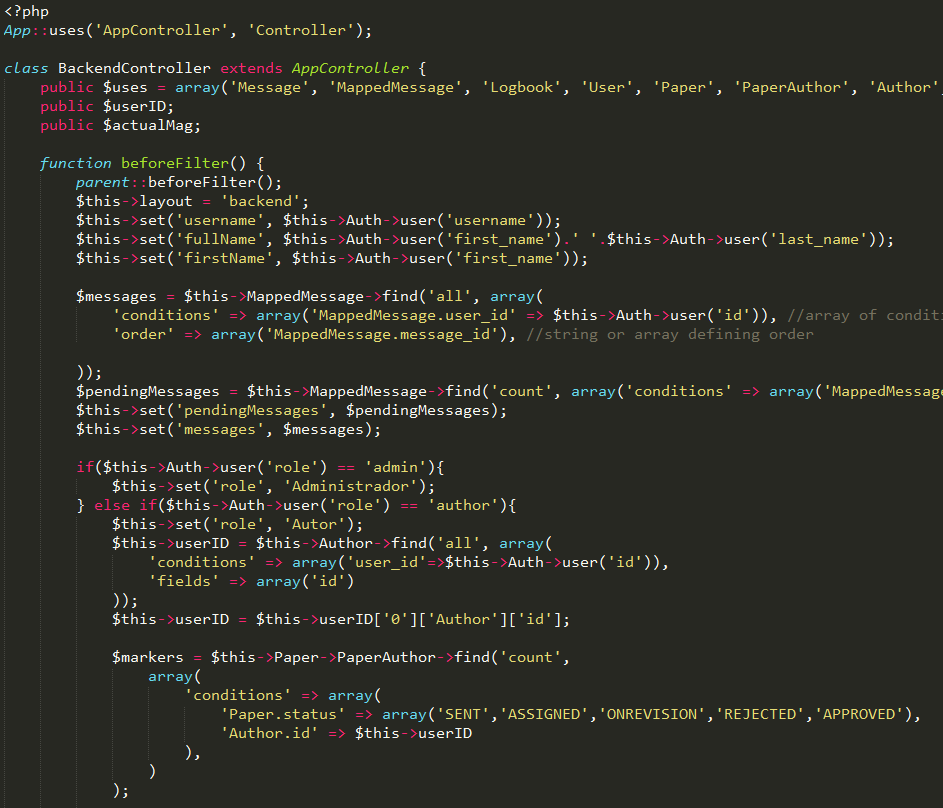 <?php
App::uses('AppController', 'Controller');
class BackendController extends AppController {
public $uses = array('Message', 'MappedMessage', 'Logbook', 'User', 'Paper', 'PaperAuthor', 'Author',
public $userID;
public $actualMag;
function beforeFilter() {
parent::beforeFilter();
$this->layout = 'backend';
$this->set('username', $this->Auth->user('username'));
$this->set('fullName', $this->Auth->user('first_name').' '.$this->Auth->user('last_name'));
$this->set('firstName', $this->Auth->user('first_name'));
$messages = $this->MappedMessage->find('all', array(
'conditions' => array('MappedMessage.user_id' => $this->Auth->user('id')), //array of conditi
'order' => array('MappedMessage.message_id'), //string or array defining order
));
$pendingMessages = $this->MappedMessage->find('count', array('conditions' => array('MappedMessage
$this->set('pendingMessages', $pendingMessages);
$this->set('messages', $messages);
if($this->Auth->user('role') == 'admin'){
$this->set('role', 'Administrador');
} else if($this->Auth->user('role') == 'author'){
$this->set('role', 'Autor');
$this->userID = $this->Author->find('all', array(
'conditions' => array('user_id'=>$this->Auth->user('id')),
'fields' => array('id')
));
$this->userID = $this->userID['0']['Author']['id'];
$markers = $this->Paper->PaperAuthor->find('count',
array(
'conditions' => array(
'Paper.status' => array('SENT','ASSIGNED','ONREVISION','REJECTED','APPROVED'),
'Author.id' => $this->userID
),
)
);